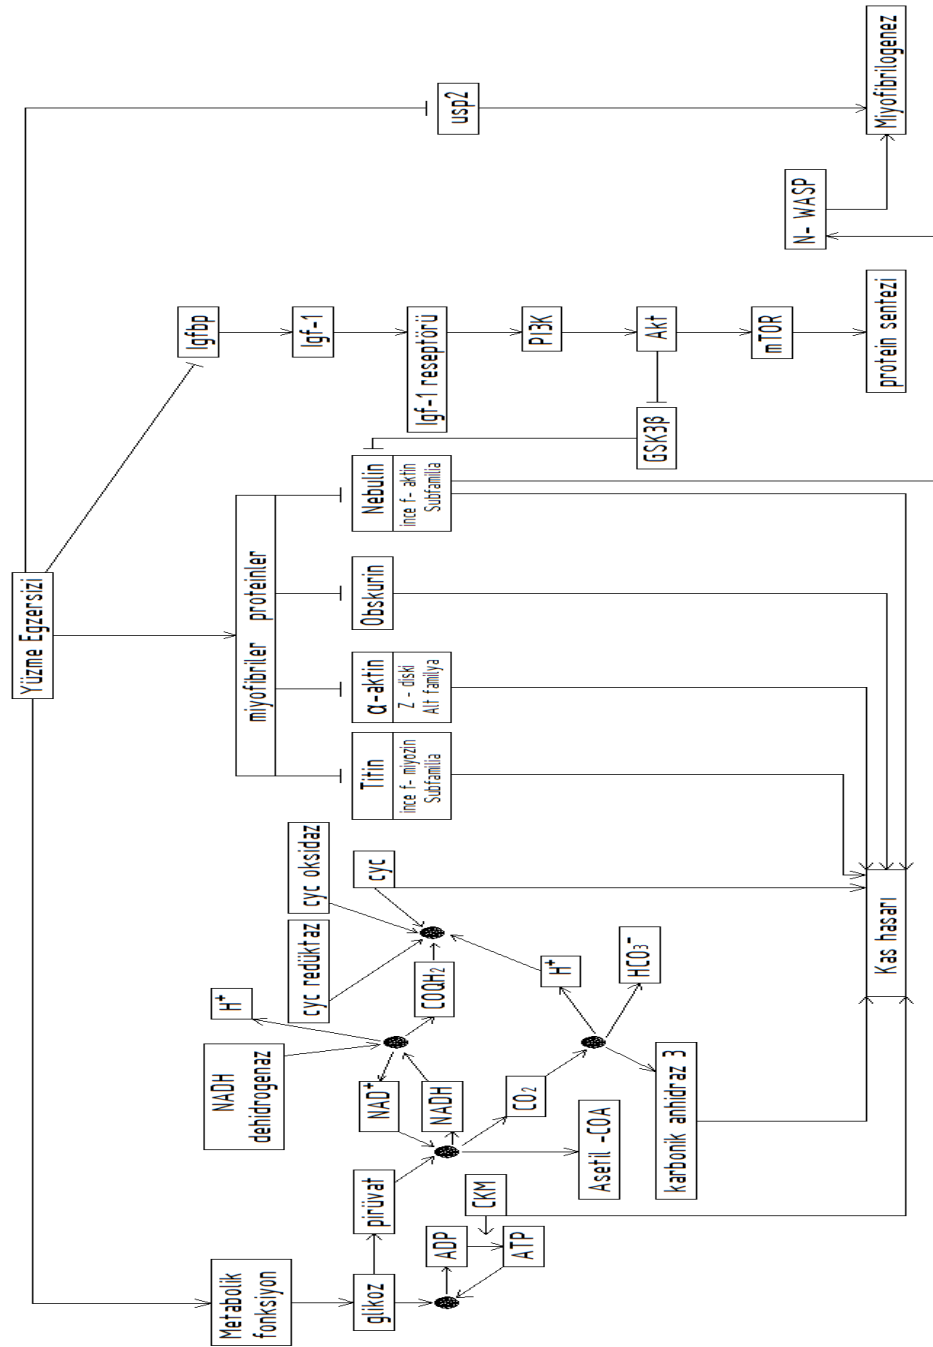 Yüzme Egzersizi
Metabolik
fonksiyon
glikoz
pirüvat
ADP
ATP
CKM
NADH
dehidrogenaz
H+
NAD+
NADH
COQH2
CO2
Asetil -COA
karbonik anhidraz 3
H+
HCO3-
cyc redüktaz
cyc oksidaz
cyc
miyofibriler proteinler
Titin
ince f- miyozin
Subfamilia
α-aktin
Z - diski
Alt familya
Obskurin
Nebulin
ince f- aktin
Subfamilia
Igfbp
Igf-1
Igf-1 reseptörü
PI3K
Akt
GSK3β
mTOR
protein sentezi
usp2
N- WASP
Miyofibrilogenez
Kas hasarı